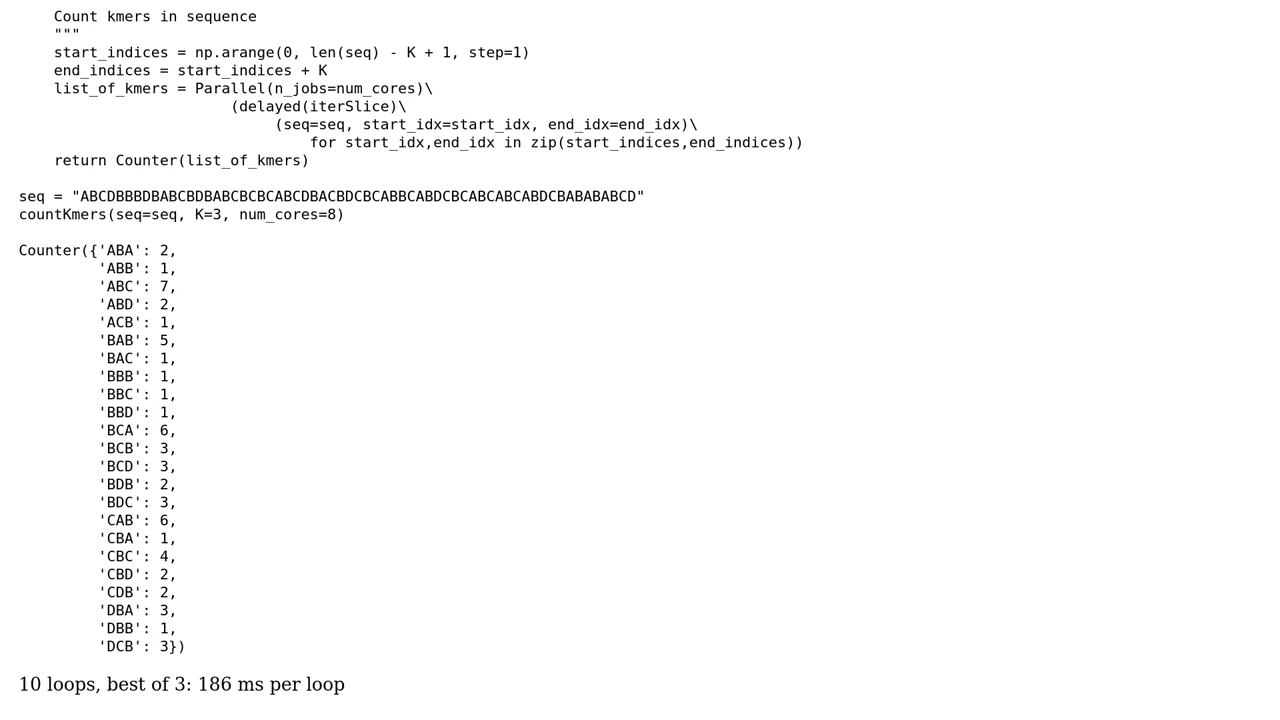 Count kmers in sequence
"""
start_indices = np.arange(0, len(seq) - K + 1, step=1)
end_indices = start_indices + K
list_of_kmers = Parallel(n_jobs=num_cores)\
(delayed(iterSlice)\
(seq=seq, start_idx=start_idx, end_idx=end_idx)\
for start_idx,end_idx in zip(start_indices,end_indices))
return Counter(list_of_kmers)
seq = "ABCDBBBDBABCBDBABCBCBCABCDBACBDCBCABBCABDCBCABCABCABDCBABABABCD"
countKmers(seq=seq, K=3, num_cores=8)
Counter({'ABA': 2,
'ABB': 1,
'ABC': 7,
'ABD': 2,
'ACB': 1,
'BAB': 5,
'BAC': 1,
'BBB': 1,
'BBC': 1,
'BBD': 1,
'BCA': 6,
'BCB': 3,
'BCD': 3,
'BDB': 2,
'BDC': 3,
'CAB': 6,
'CBA': 1,
'CBC': 4,
'CBD': 2,
'CDB': 2,
'DBA': 3,
'DBB': 1,
'DCB': 3})
10 loops, best of 3: 186 ms per loop